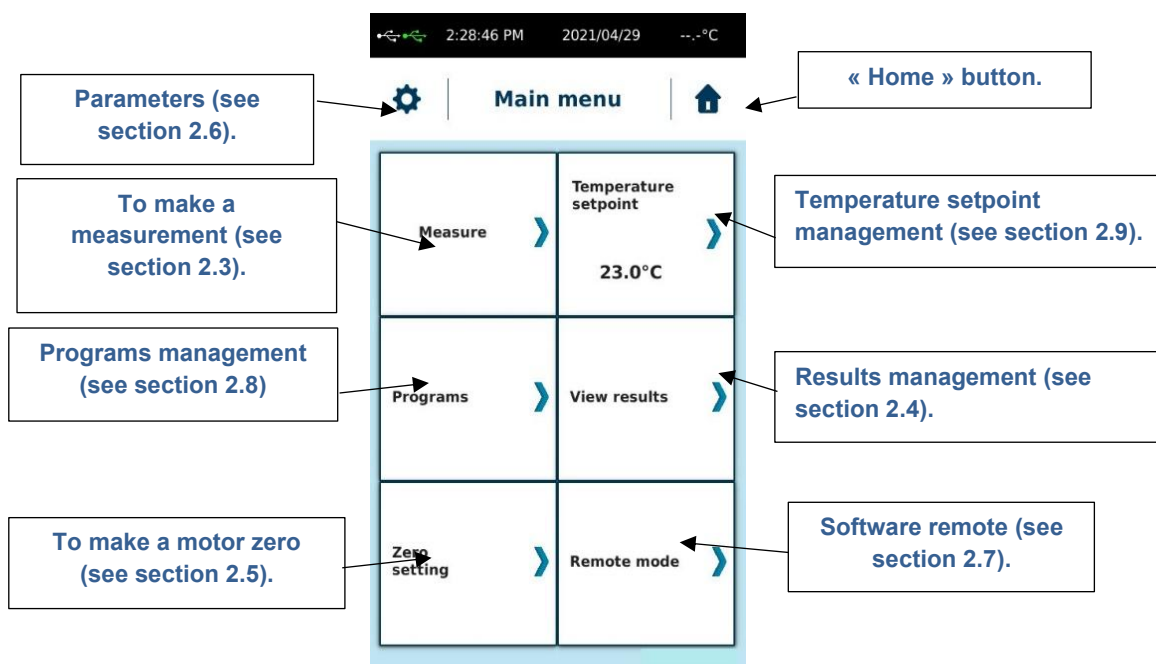 2:28:46 PM 2021/04/29 --.-°C
Parameters (see
section 2.6).
Main menu
« Home » button.
To make a
measurement (see
section 2.3).
Measure
Temperature
setpoint
23.0°C
Temperature setpoint
management (see section 2.9).
Programs management
(see section 2.8)
Programs
View results
Results management (see
section 2.4).
To make a motor zero
(see section 2.5).
Zero
setting
Remote mode
Software remote (see
section 2.7).